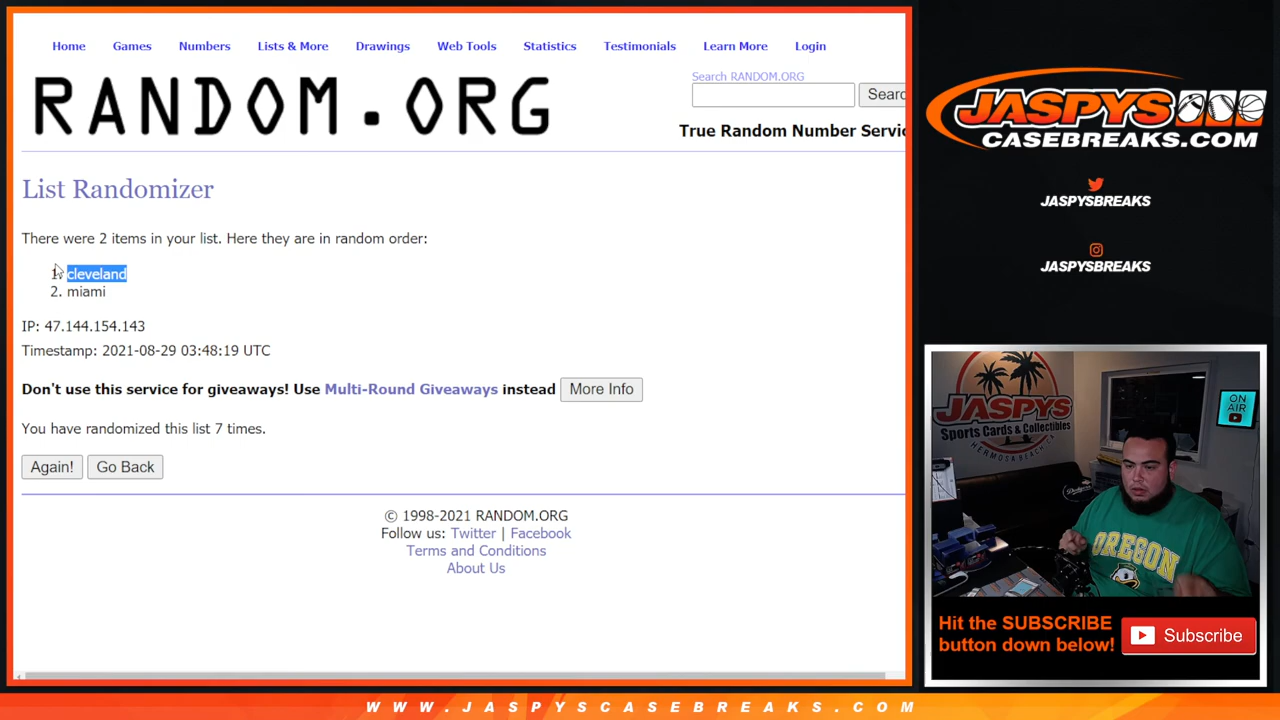 Home Games Numbers Lists & More Drawings Web Tools Statistics Testimonials Learn More Login
RANDOM.ORG
Search RANDOM.ORG
True Random Number Servic
List Randomizer
There were 2 items in your list. Here they are in random order:
1. cleveland
2. miami
IP: 47.144.154.143
Timestamp: 2021-08-29 03:48:19 UTC
Don't use this service for giveaways! Use Multi-Round Giveaways instead More Info
You have randomized this list 7 times.
Again! Go Back
© 1998-2021 RANDOM.ORG
Follow us: Twitter | Facebook
Terms and Conditions
About Us
JASPYS
CASEBREAKS.COM
JASPYSBREAKS
JASPYSBREAKS
JASPYS
Sports Cards & Collectibles
HERMOSA BEACH, CA
ON
AIR
Dodgers
OREGON
Hit the SUBSCRIBE
button down below!
Subscribe
WWW.JASPYSCASEBREAKS.COM